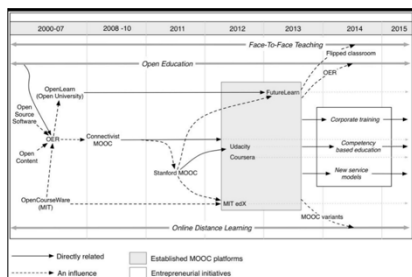 2000-07 2008 -10 2011 2012 2013 2014 2015
Face-To-Face Teaching
Flipped classroom
Open Education
OER
OpenLearn
(Open University)
FutureLearn
Open
Source
Software
Corporate training
OER
Connectivist
MOOC
Udacity
Competency
based education
Open
Content
Coursera
Stanford MOOC
New service
models
OpenCourseWare
(MIT)
MIT edX
MOOC variants
Online Distance Learning
Directly related
Established MOOC platforms
An influence
Entrepreneurial initiatives